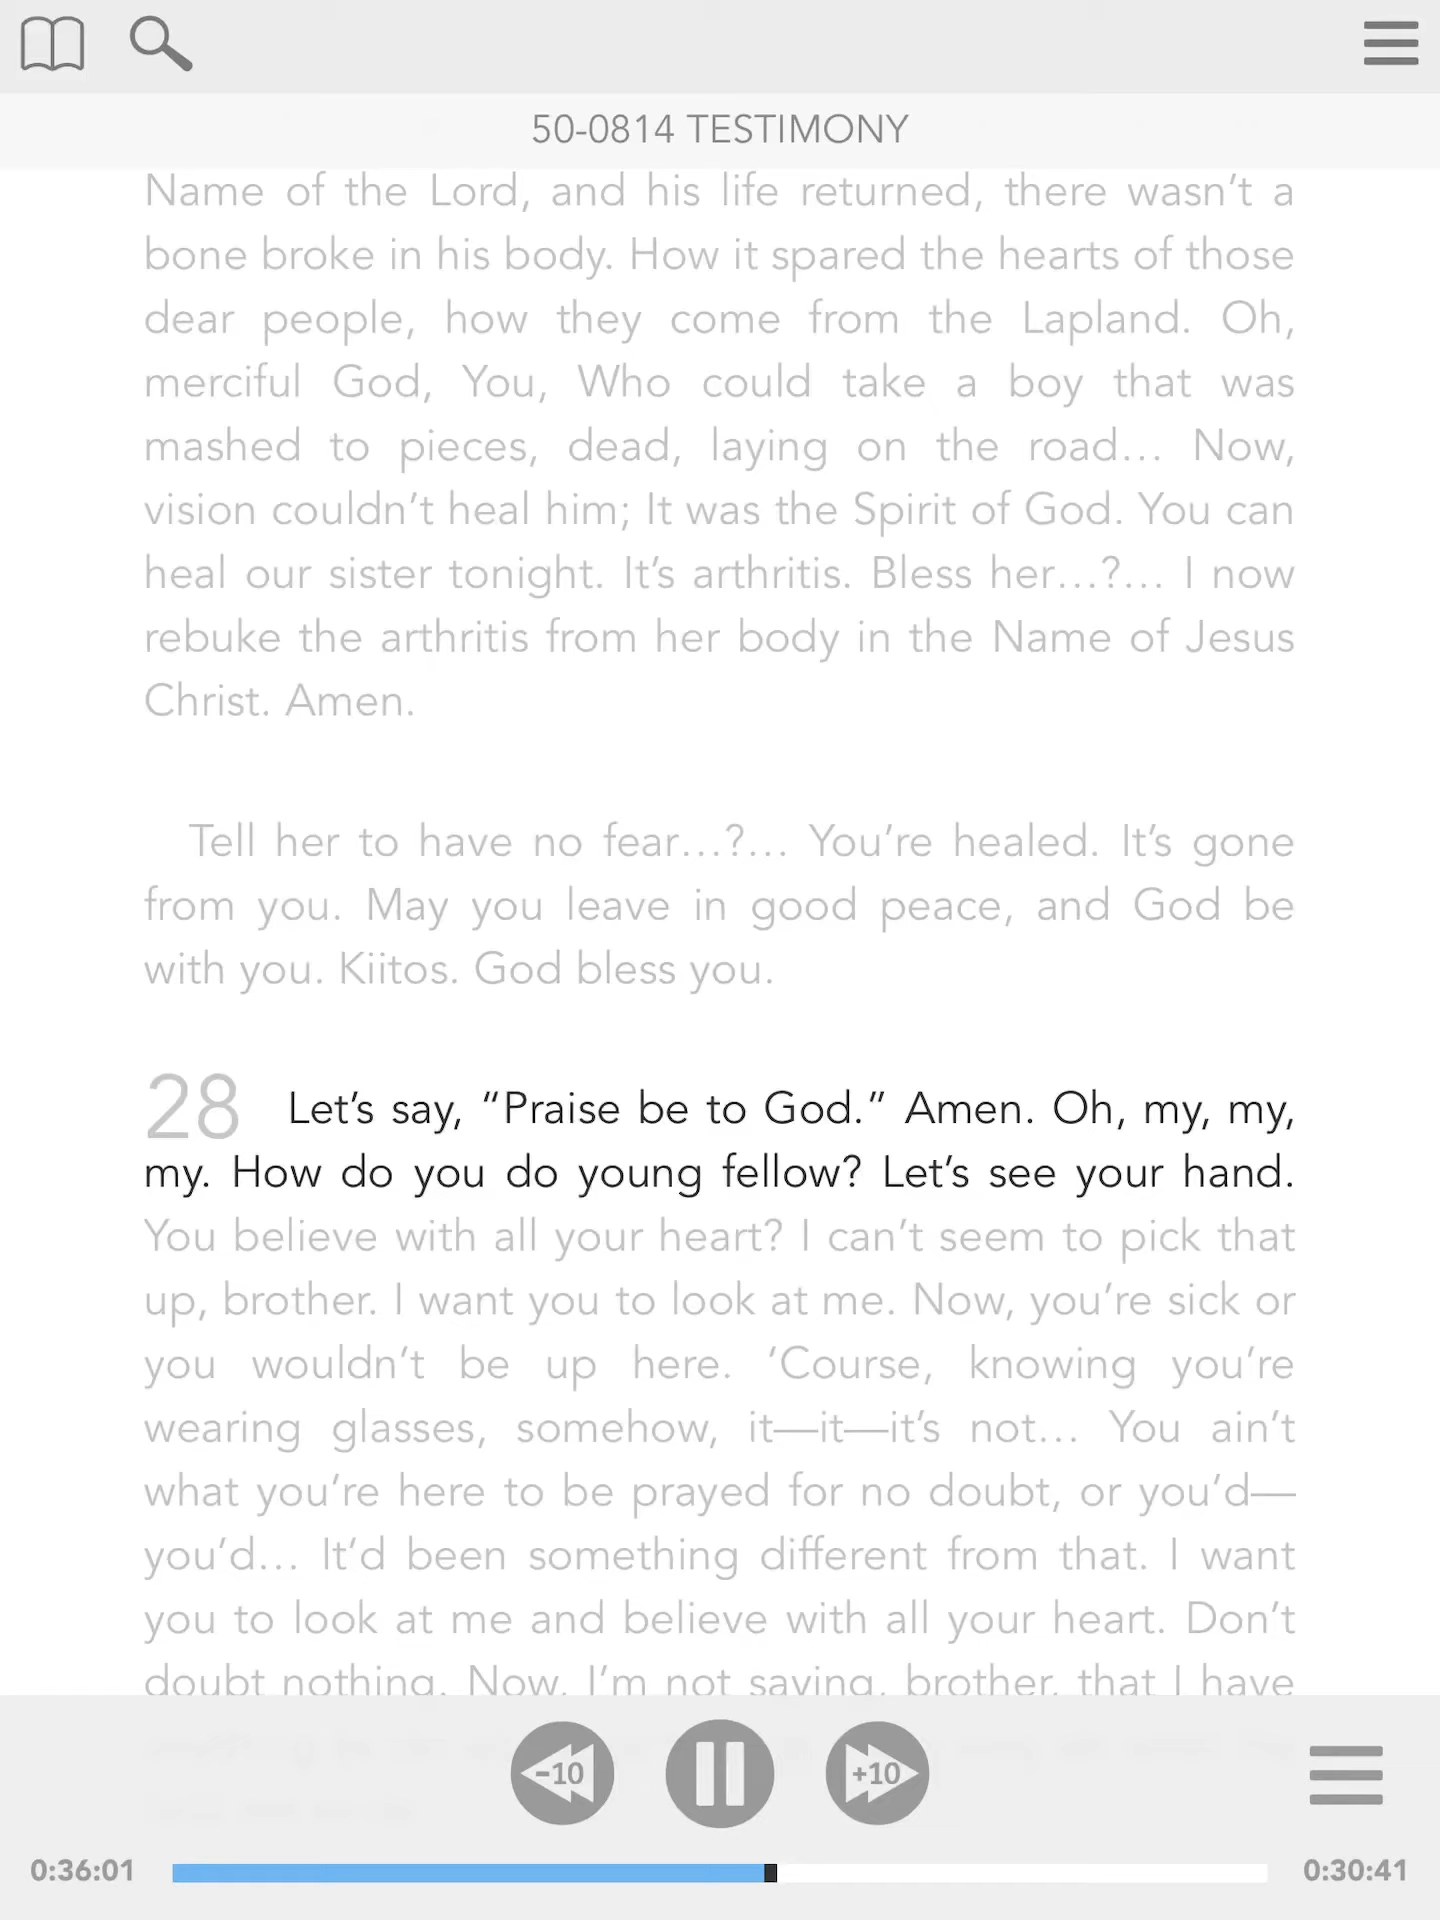 50-0814 TESTIMONY
Name of the Lord, and his life returned, there wasn’t a
bone broke in his body. How it spared the hearts of those
dear people, how they come from the Lapland. Oh,
merciful God, You, Who could take a boy that was
mashed to pieces, dead, laying on the road… Now,
vision couldn’t heal him; It was the Spirit of God. You can
heal our sister tonight. It’s arthritis. Bless her…?… I now
rebuke the arthritis from her body in the Name of Jesus
Christ. Amen.
Tell her to have no fear…?… You’re healed. It’s gone
from you. May you leave in good peace, and God be
with you. Kiitos. God bless you.
28 Let’s say, “Praise be to God.” Amen. Oh, my, my,
my. How do you do young fellow? Let’s see your hand.
You believe with all your heart? I can’t seem to pick that
up, brother. I want you to look at me. Now, you’re sick or
you wouldn’t be up here. ’Course, knowing you’re
wearing glasses, somehow, it—it—it’s not… You ain’t
what you’re here to be prayed for no doubt, or you’d—
you’d… It’d been something different from that. I want
you to look at me and believe with all your heart. Don’t
doubt nothing. Now, I’m not saying, brother, that I have
-10 +10
0:36:01 0:30:41